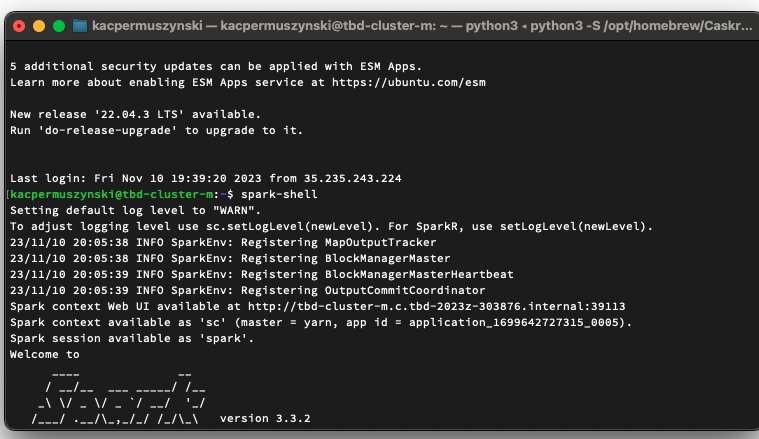 kacpermuszynski — kacpermuszynski@tbd-cluster-m: ~ — python3 ◂ python3 -S /opt/homebrew/Caskr...
5 additional security updates can be applied with ESM Apps.
Learn more about enabling ESM Apps service at https://ubuntu.com/esm
New release '22.04.3 LTS' available.
Run 'do-release-upgrade' to upgrade to it.
Last login: Fri Nov 10 19:39:20 2023 from 35.235.243.224
[kacpermuszynski@tbd-cluster-m:~$ spark-shell
Setting default log level to "WARN".
To adjust logging level use sc.setLogLevel(newLevel). For SparkR, use setLogLevel(newLevel).
23/11/10 20:05:38 INFO SparkEnv: Registering MapOutputTracker
23/11/10 20:05:38 INFO SparkEnv: Registering BlockManagerMaster
23/11/10 20:05:39 INFO SparkEnv: Registering BlockManagerMasterHeartbeat
23/11/10 20:05:39 INFO SparkEnv: Registering OutputCommitCoordinator
Spark context Web UI available at http://tbd-cluster-m.c.tbd-2023z-303876.internal:39113
Spark context available as 'sc' (master = yarn, app id = application_1699642727315_0005).
Spark session available as 'spark'.
Welcome to
      ____              __
     / __/__  ___ _____/ /__
    _\ \/ _ \/ _ `/ __/  '_/
   /___/ .__/\_,_/_/ /_/\_\   version 3.3.2